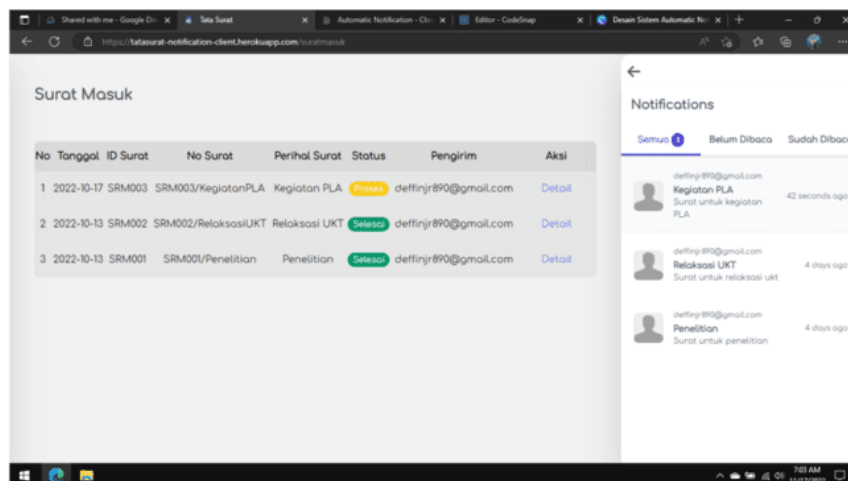 Shared with me - Google Dri
Tata Surat
Automatic Notification - Clou
Editor - CodeSnap
Desain Sistem Automatic No
https://tatasurat-notification-client.herokuapp.com/suratmasuk
Surat Masuk
No Tanggal ID Surat No Surat Perihal Surat Status Pengirim Aksi
1 2022-10-17 SRM003 SRM003/KegiatanPLA Kegiatan PLA Proses deffinjr890@gmail.com Detail
2 2022-10-13 SRM002 SRM002/RelaksasiUKT Relaksasi UKT Selesai deffinjr890@gmail.com Detail
3 2022-10-13 SRM001 SRM001/Penelitian Penelitian Selesai deffinjr890@gmail.com Detail
Notifications
Semua 1 Belum Dibaca Sudah Dibaca
deffinjr890@gmail.com
Kegiatan PLA
Surat untuk kegiatan
PLA
42 seconds ago
deffinjr890@gmail.com
Relaksasi UKT
Surat untuk relaksasi ukt
4 days ago
deffinjr890@gmail.com
Penelitian
Surat untuk penelitian
4 days ago
7:03 AM